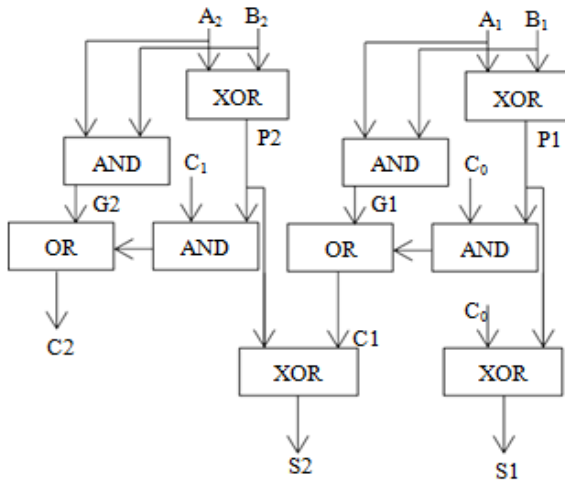 A₂ B₂ A₁ B₁
XOR XOR
P2 P1
AND AND
C₁ C₀
G2 G1
OR AND OR AND
C₀
C2 C1
XOR XOR
S2 S1